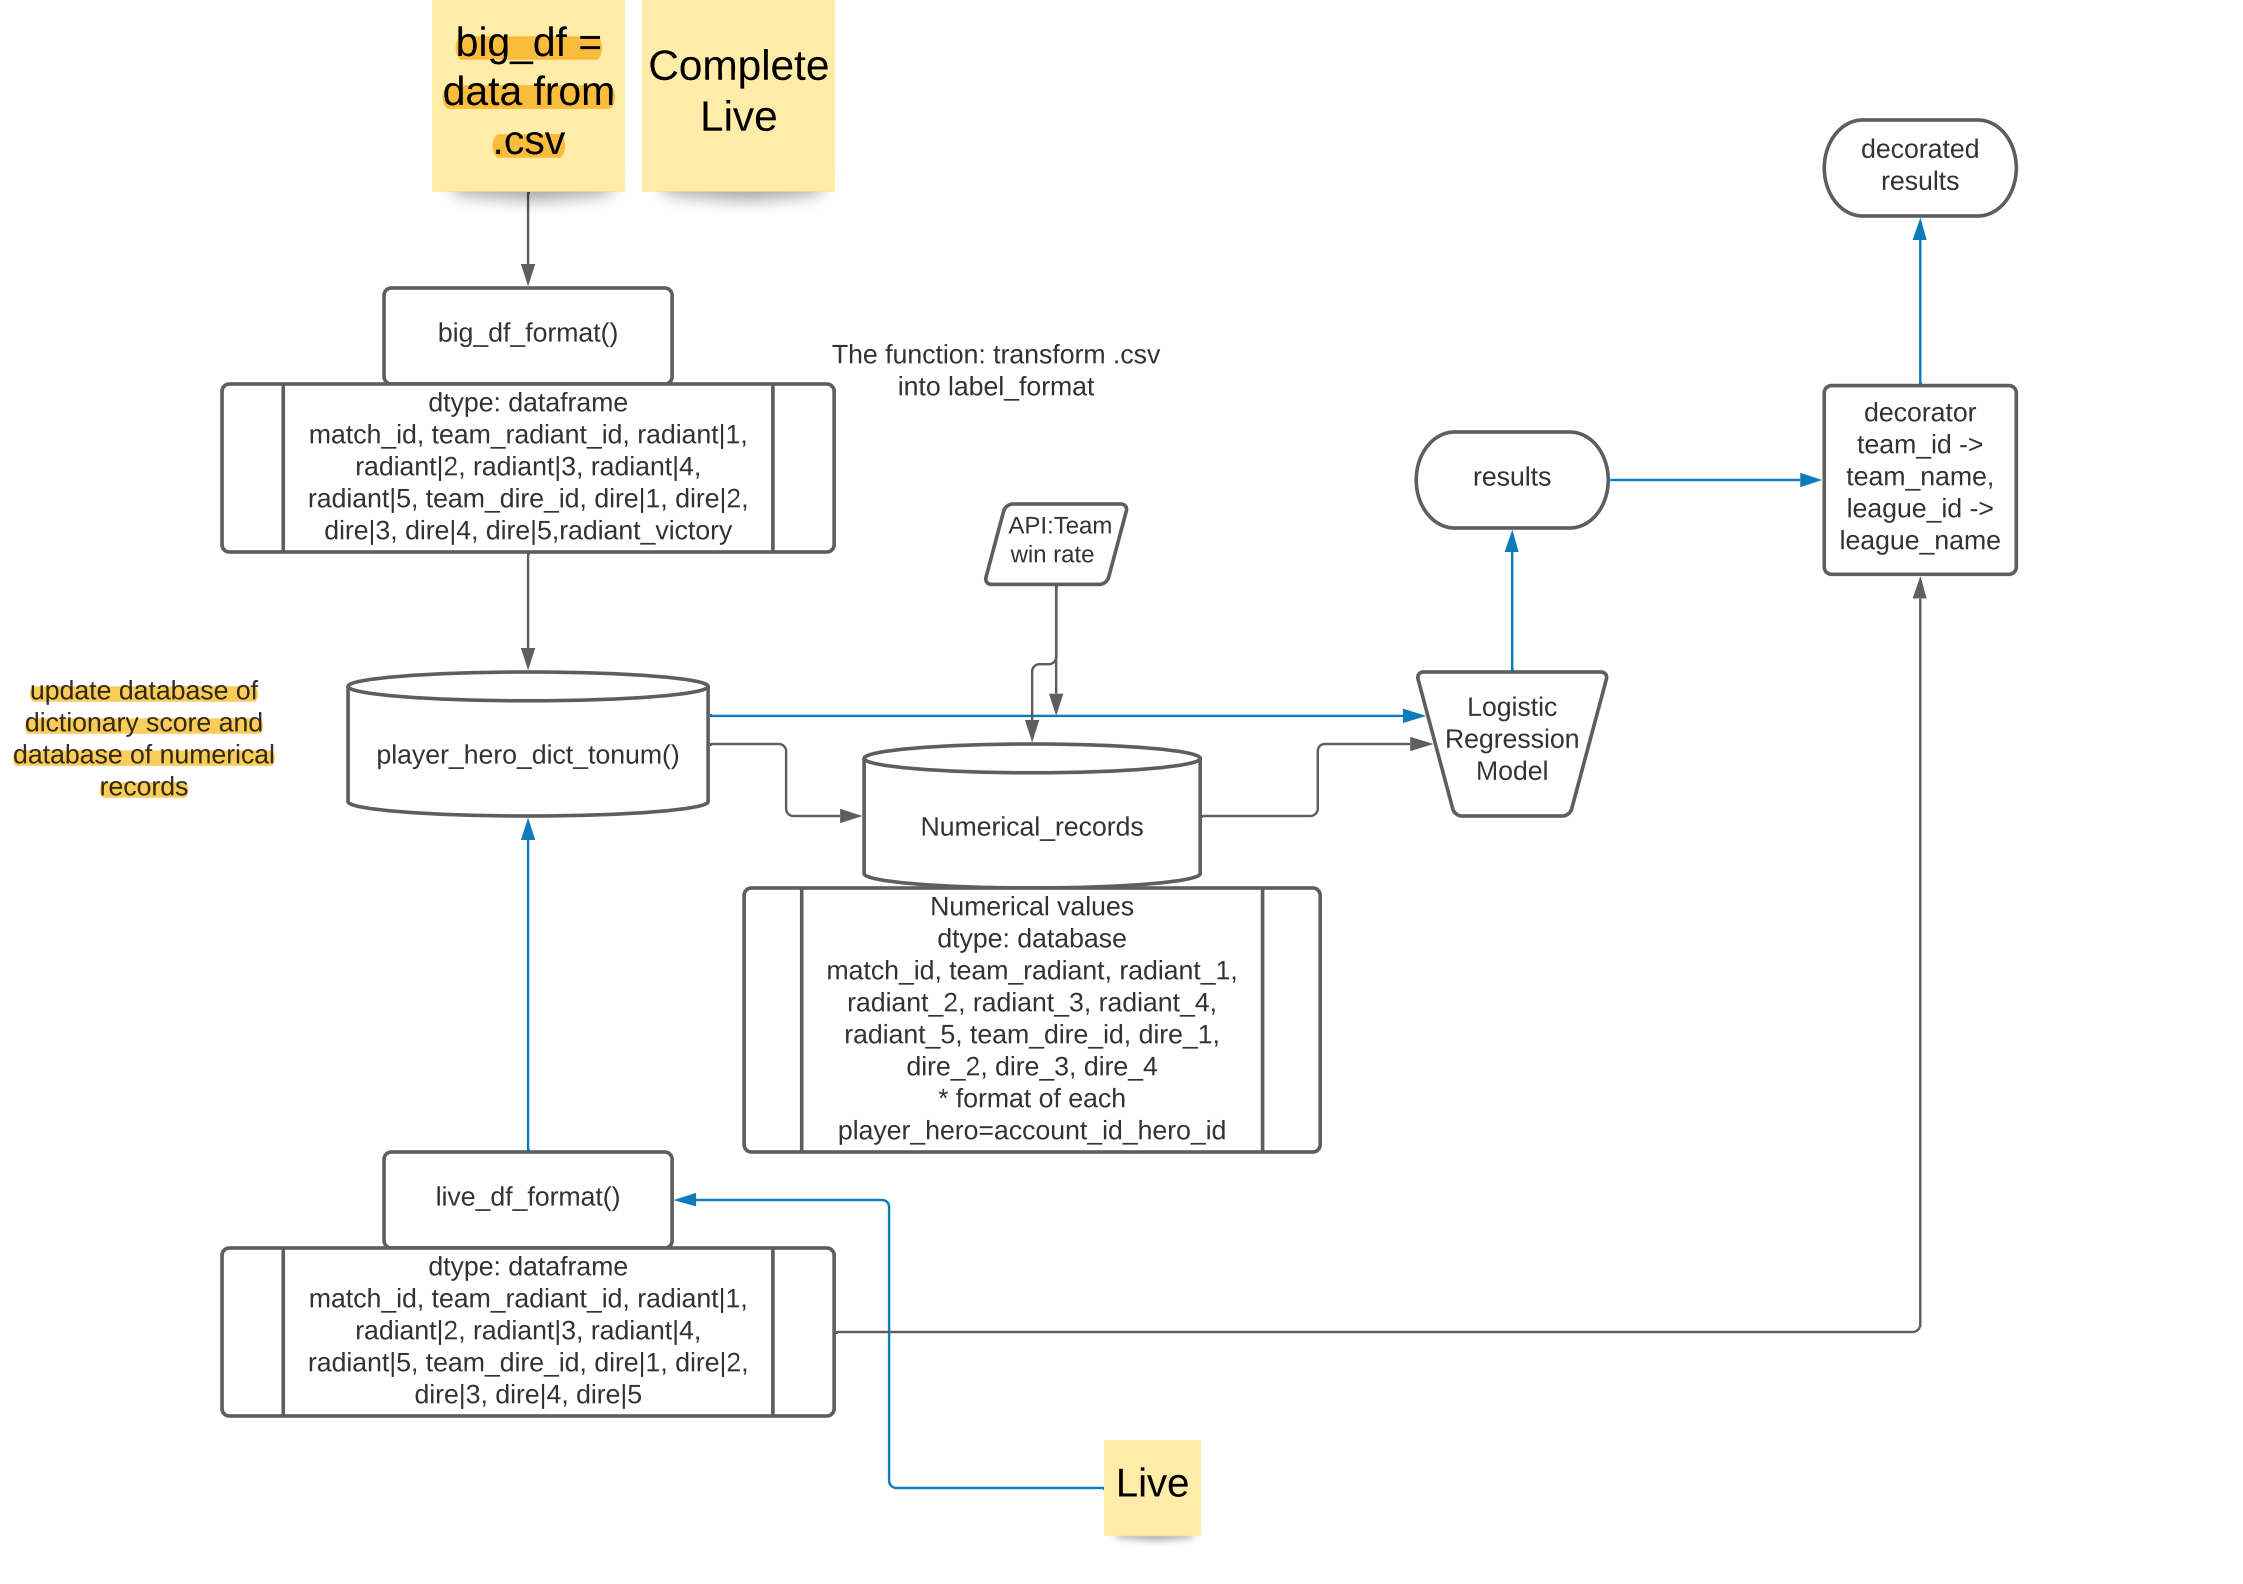 big_df =
data from
.csv
Complete
Live
decorated
results
big_df_format()
The function: transform .csv
into label_format
dtype: dataframe
match_id, team_radiant_id, radiant|1,
radiant|2, radiant|3, radiant|4,
radiant|5, team_dire_id, dire|1, dire|2,
dire|3, dire|4, dire|5,radiant_victory
decorator
team_id ->
team_name,
league_id ->
league_name
results
API:Team
win rate
update database of
dictionary score and
database of numerical
records
player_hero_dict_tonum()
Logistic
Regression
Model
Numerical_records
Numerical values
dtype: database
match_id, team_radiant, radiant_1,
radiant_2, radiant_3, radiant_4,
radiant_5, team_dire_id, dire_1,
dire_2, dire_3, dire_4
* format of each
player_hero=account_id_hero_id
live_df_format()
dtype: dataframe
match_id, team_radiant_id, radiant|1,
radiant|2, radiant|3, radiant|4,
radiant|5, team_dire_id, dire|1, dire|2,
dire|3, dire|4, dire|5
Live